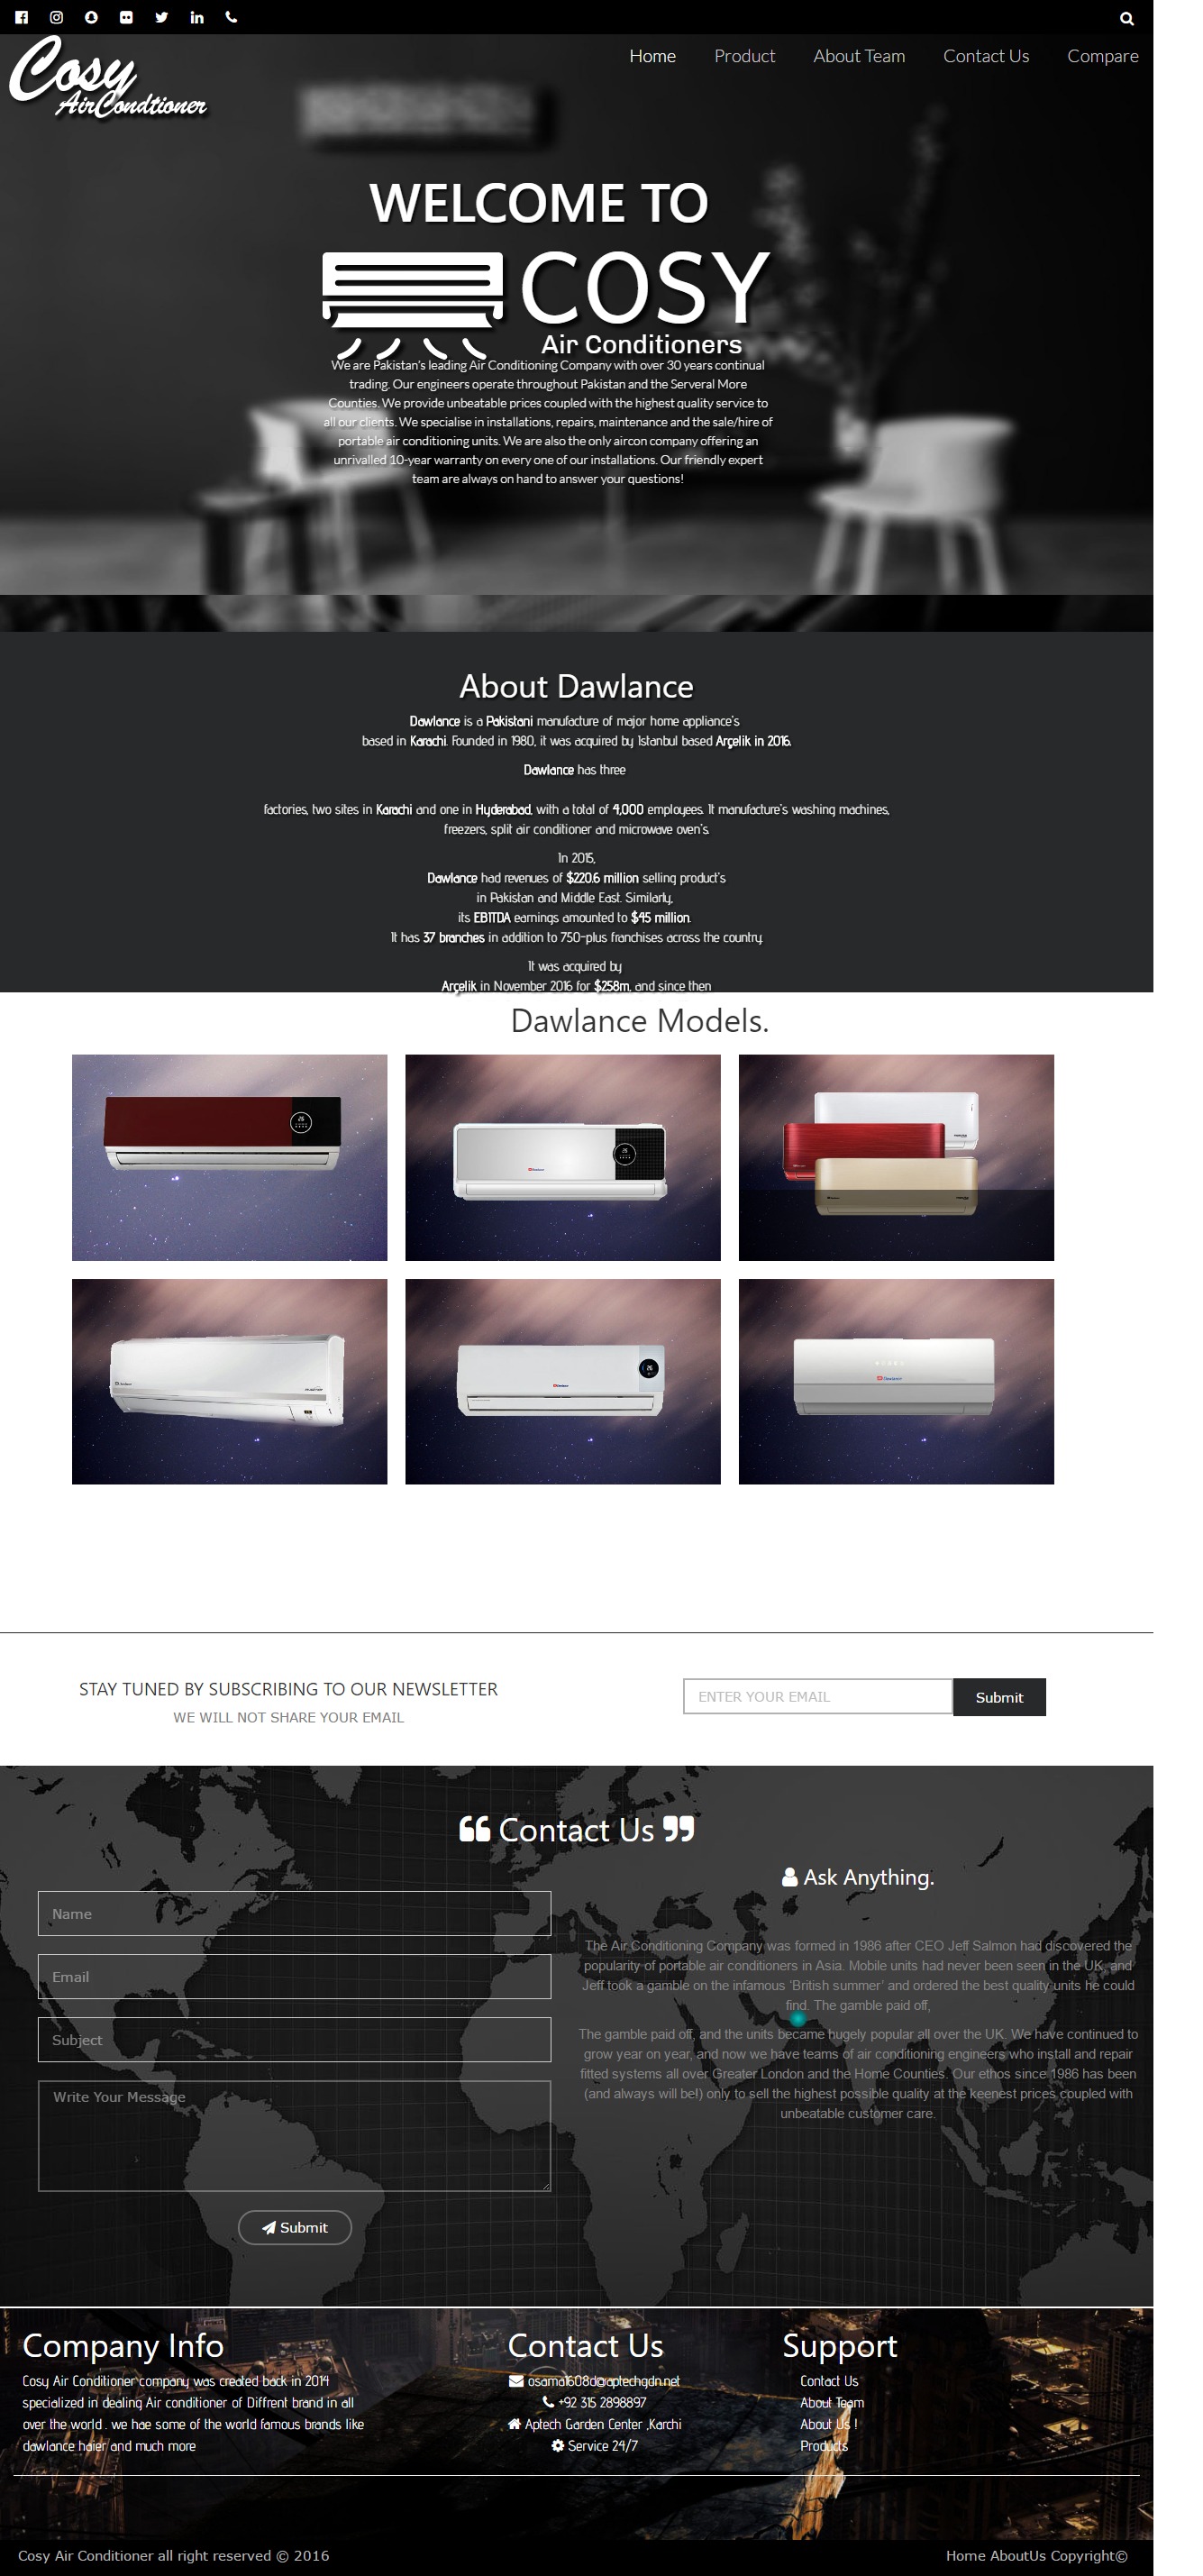 Home Product About Team Contact Us Compare
Cosy
AirCondtioner
WELCOME TO
COSY
Air Conditioners
We are Pakistan's leading Air Conditioning Company with over 30 years continual
trading. Our engineers operate throughout Pakistan and the Serveral More
Counties. We provide unbeatable prices coupled with the highest quality service to
all our clients. We specialise in installations, repairs, maintenance and the sale/hire of
portable air conditioning units. We are also the only aircon company offering an
unrivalled 10-year warranty on every one of our installations. Our friendly expert
team are always on hand to answer your questions!
About Dawlance
Dawlance is a Pakistani manufacture of major home appliance's
based in Karachi. Founded in 1980, it was acquired by Istanbul based Arçelik in 2016.
Dawlance has three
factories, two sites in Karachi and one in Hyderabad, with a total of 4,000 employees. It manufacture's washing machines,
freezers, split air conditioner and microwave oven's.
In 2015,
Dawlance had revenues of $220.6 million selling product's
in Pakistan and Middle East. Similarly,
its EBITDA earnings amounted to $45 million.
It has 37 branches in addition to 750-plus franchises across the country.
It was acquired by
Arçelik in November 2016 for $258m, and since then
Dawlance Models.
26
26
Dawlance
Dawlance
26
Dawlance
Dawlance
STAY TUNED BY SUBSCRIBING TO OUR NEWSLETTER
WE WILL NOT SHARE YOUR EMAIL
ENTER YOUR EMAIL
Submit
Contact Us
Name
Email
Subject
Write Your Message
Submit
Ask Anything.
The Air Conditioning Company was formed in 1986 after CEO Jeff Salmon had discovered the
popularity of portable air conditioners in Asia. Mobile units had never been seen in the UK, and
Jeff took a gamble on the infamous 'British summer' and ordered the best quality units he could
find. The gamble paid off,
The gamble paid off, and the units became hugely popular all over the UK. We have continued to
grow year on year, and now we have teams of air conditioning engineers who install and repair
fitted systems all over Greater London and the Home Counties. Our ethos since 1986 has been
(and always will be!) only to sell the highest possible quality at the keenest prices coupled with
unbeatable customer care.
Company Info
Cosy Air Conditioner company was created back in 2014
specialized in dealing Air conditioner of Diffrent brand in all
over the world . we hae some of the world famous brands like
dawlance haier and much more
Contact Us
osama1608d@aptechgdn.net
+92 315 2898897
Aptech Garden Center ,Karchi
Service 24/7
Support
Contact Us
About Team
About Us !
Products
Cosy Air Conditioner all right reserved © 2016
Home AboutUs Copyright©